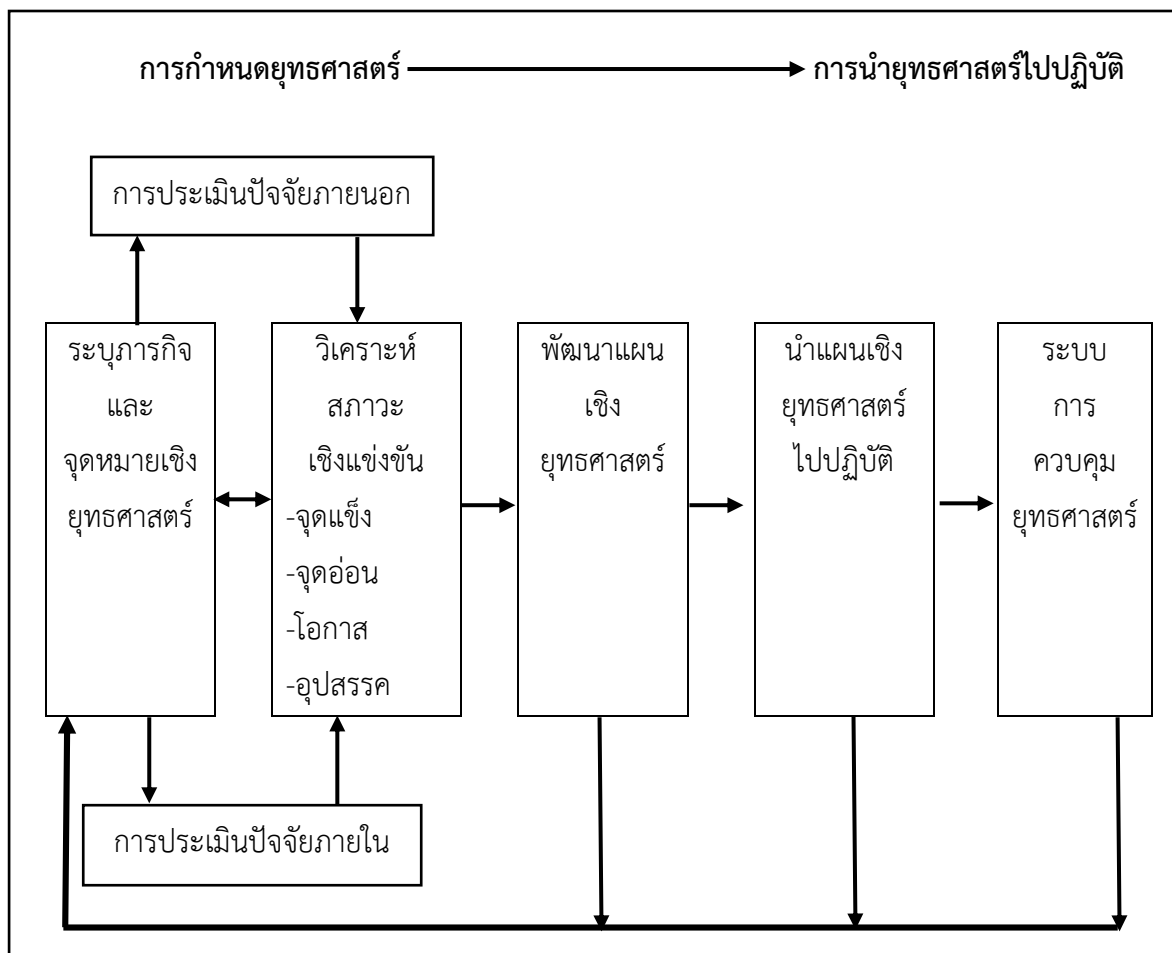 การกำหนดยุทธศาสตร์
การนำยุทธศาสตร์ไปปฏิบัติ
การประเมินปัจจัยภายนอก
ระบุภารกิจ
และ
จุดหมายเชิง
ยุทธศาสตร์
วิเคราะห์
สภาวะ
เชิงแข่งขัน
-จุดแข็ง
-จุดอ่อน
-โอกาส
-อุปสรรค
พัฒนาแผน
เชิง
ยุทธศาสตร์
นำแผนเชิง
ยุทธศาสตร์
ไปปฏิบัติ
ระบบ
การ
ควบคุม
ยุทธศาสตร์
การประเมินปัจจัยภายใน